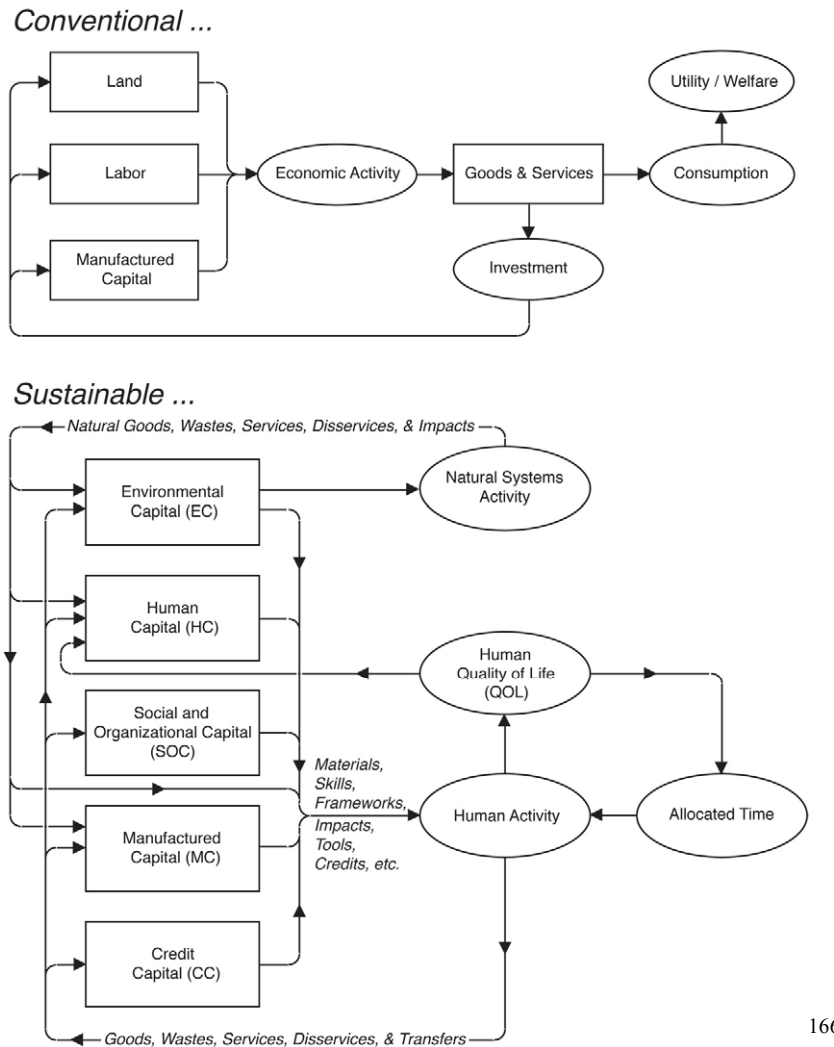 Conventional ...
Land
Utility / Welfare
Labor
Economic Activity
Goods & Services
Consumption
Manufactured
Capital
Investment
Sustainable ...
Natural Goods, Wastes, Services, Disservices, & Impacts
Environmental
Capital (EC)
Natural Systems
Activity
Human
Capital (HC)
Human
Quality of Life
(QOL)
Social and
Organizational Capital
(SOC)
Materials,
Skills,
Frameworks,
Impacts,
Tools,
Credits, etc.
Human Activity
Allocated Time
Manufactured
Capital (MC)
Credit
Capital (CC)
Goods, Wastes, Services, Disservices, & Transfers
166